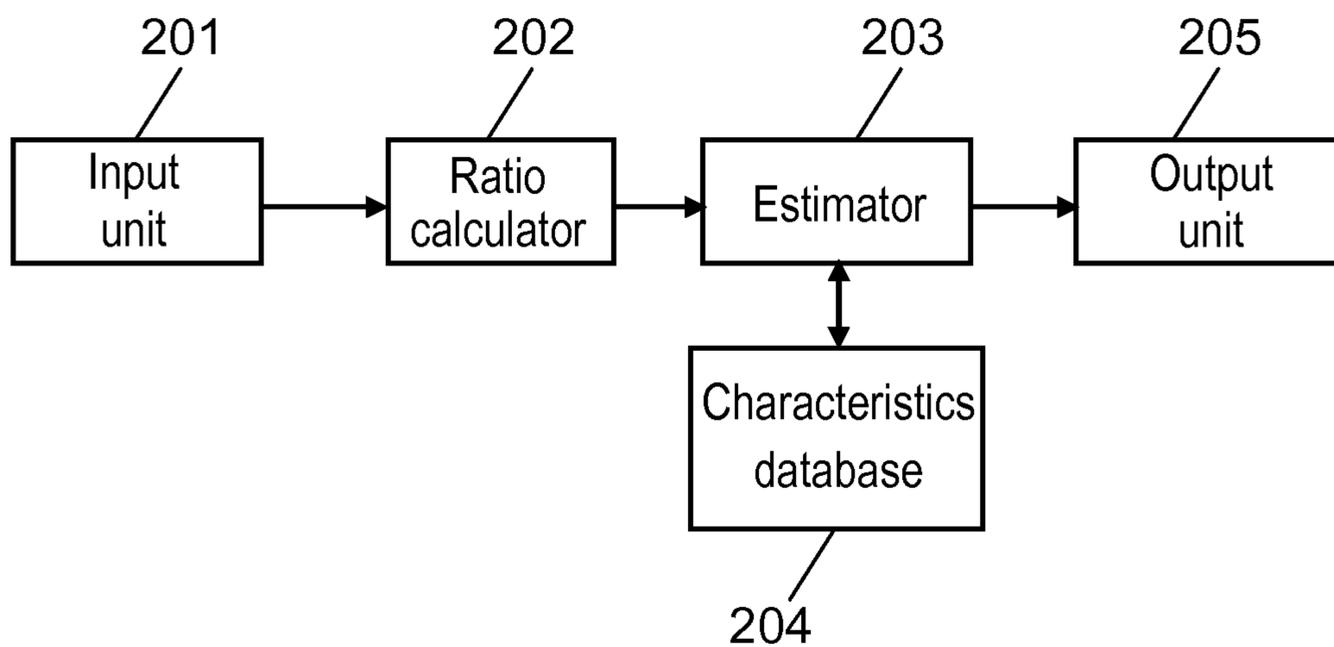 201
202
203
205
Input
unit
Ratio
calculator
Estimator
Output
unit
Characteristics
database
204